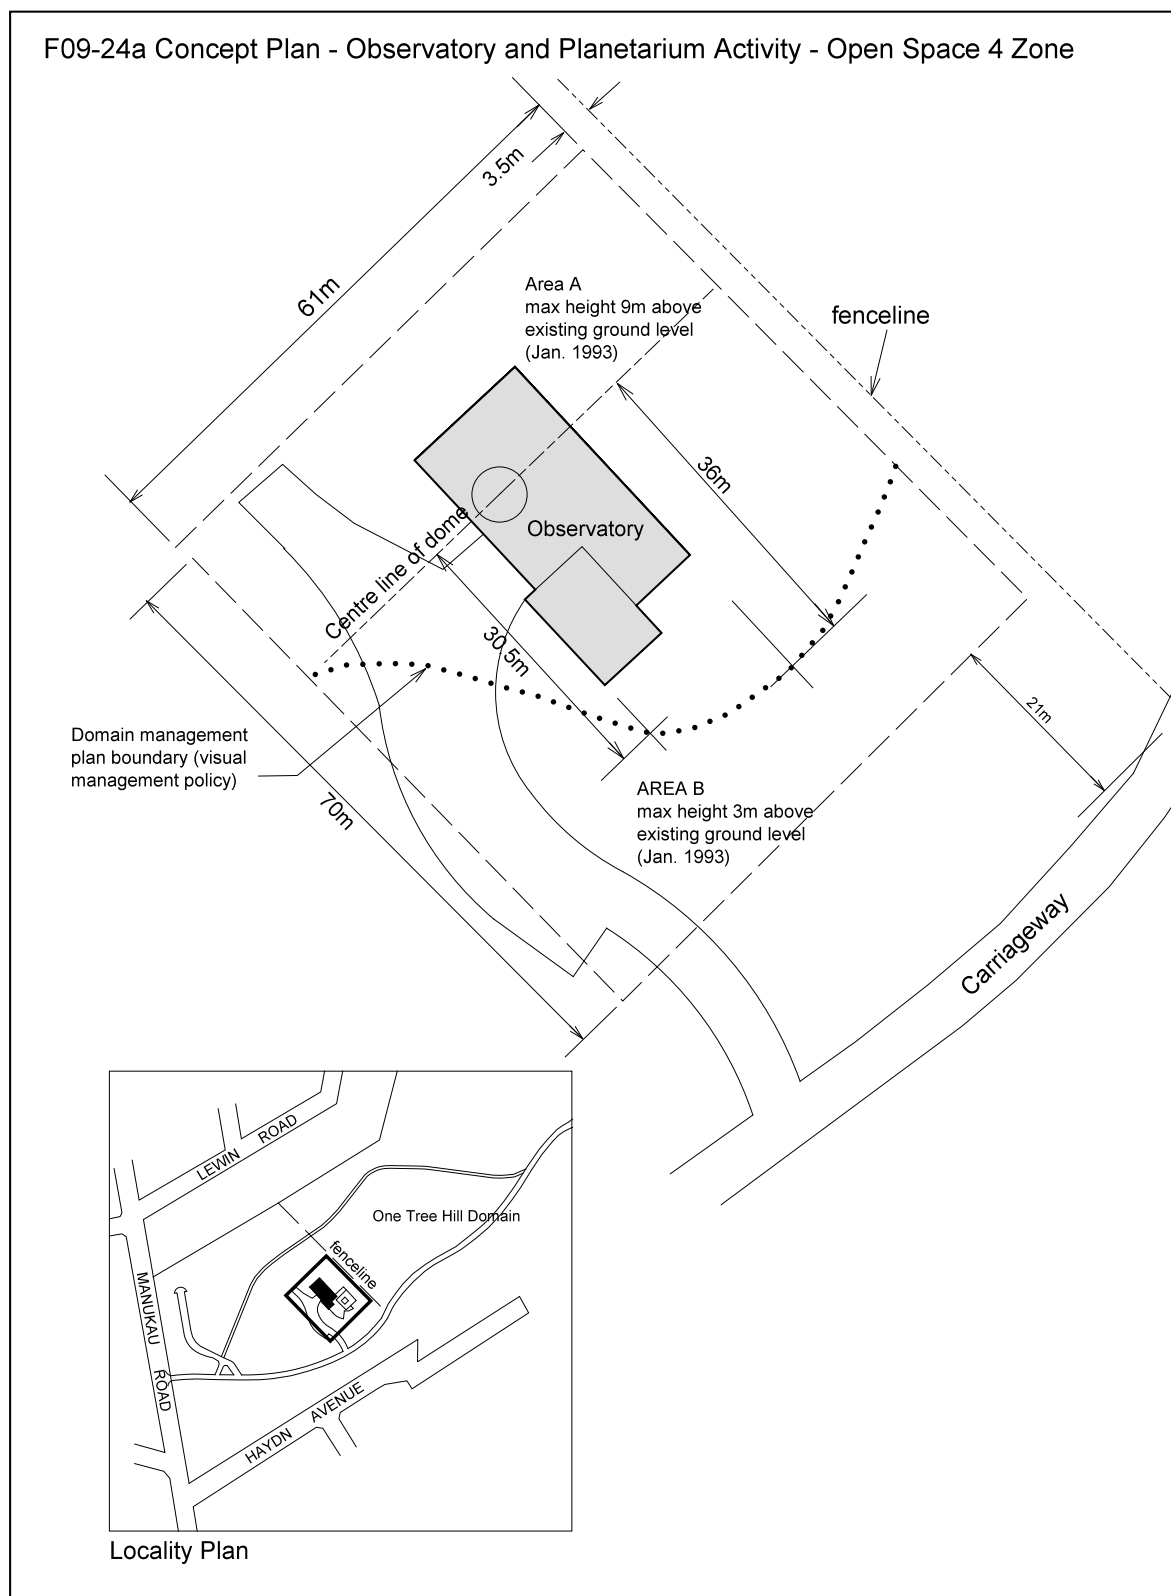 F09-24a Concept Plan - Observatory and Planetarium Activity - Open Space 4 Zone
3.5m
61m
Area A
max height 9m above
existing ground level
(Jan. 1993)
fenceline
36m
Observatory
Centre line of dome
30.5m
21m
Domain management
plan boundary (visual
management policy)
70m
AREA B
max height 3m above
existing ground level
(Jan. 1993)
Carriageway
LEWIN ROAD
One Tree Hill Domain
fenceline
MANUKAU ROAD
HAYDN AVENUE
Locality Plan